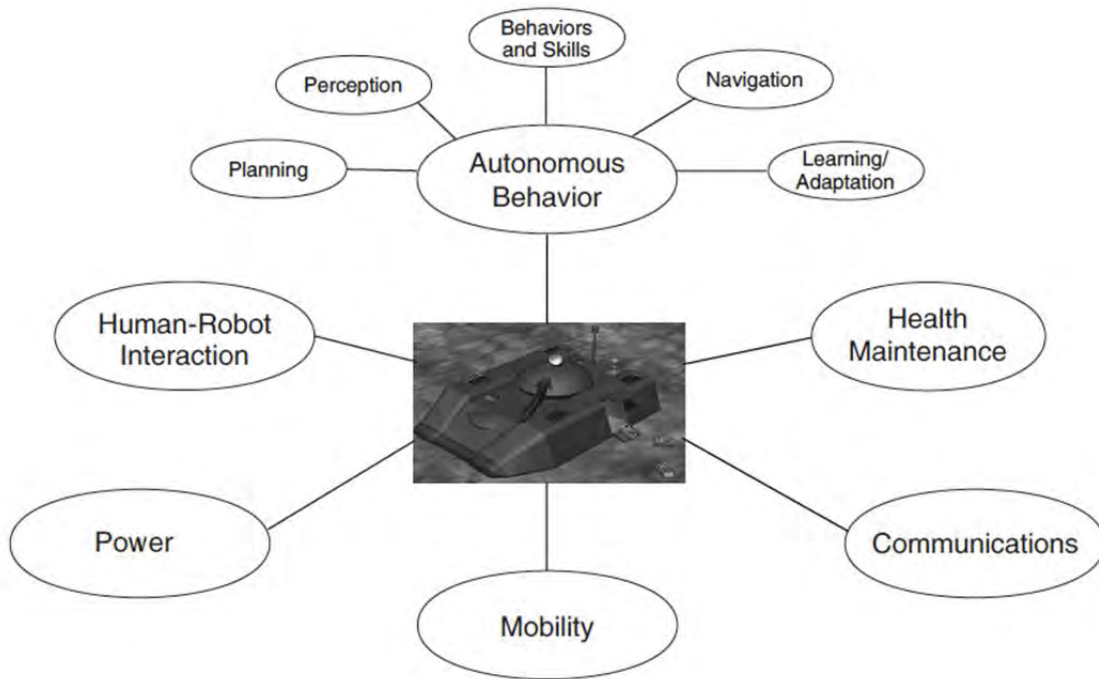 Behaviors
and Skills
Perception
Navigation
Planning
Autonomous
Behavior
Learning/
Adaptation
Human-Robot
Interaction
Health
Maintenance
Power
Communications
Mobility